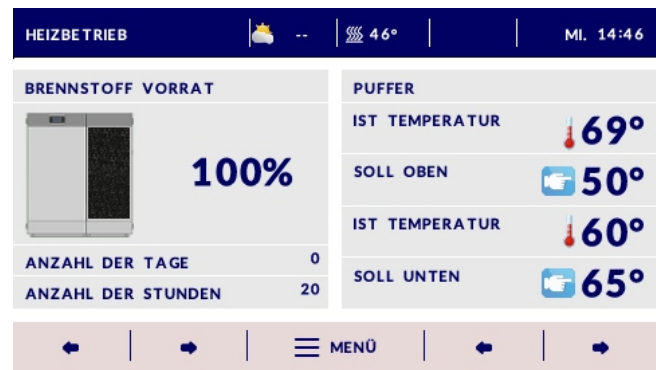 HEIZBETRIEB -- 46° MI. 14:46
BRENNSTOFF VORRAT
100%
ANZAHL DER TAGE 0
ANZAHL DER STUNDEN 20
PUFFER
IST TEMPERATUR 69°
SOLL OBEN 50°
IST TEMPERATUR 60°
SOLL UNTEN 65°
MENÜ